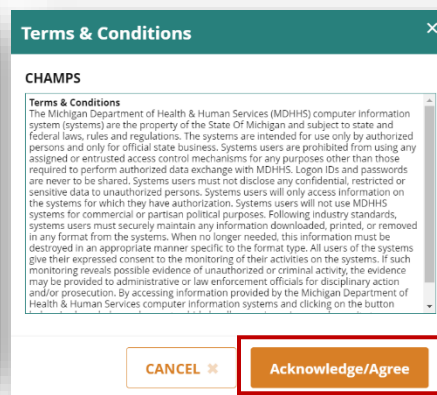 Terms & Conditions
CHAMPS
Terms & Conditions
The Michigan Department of Health & Human Services (MDHHS) computer information
system (systems) are the property of the State Of Michigan and subject to state and
federal laws, rules and regulations. The systems are intended for use only by authorized
persons and only for official state business. Systems users are prohibited from using any
assigned or entrusted access control mechanisms for any purposes other than those
required to perform authorized data exchange with MDHHS. Logon IDs and passwords
are never to be shared. Systems users must not disclose any confidential, restricted or
sensitive data to unauthorized persons. Systems users will only access information on
the systems for which they have authorization. Systems users will not use MDHHS
systems for commercial or partisan political purposes. Following industry standards,
systems users must securely maintain any information downloaded, printed, or removed
in any format from the systems. When no longer needed, this information must be
destroyed in an appropriate manner specific to the format type. All users of the systems
give their expressed consent to the monitoring of their activities on the systems. If such
monitoring reveals possible evidence of unauthorized or criminal activity, the evidence
may be provided to administrative or law enforcement officials for disciplinary action
and/or prosecution. By accessing information provided by the Michigan Department of
Health & Human Services computer information systems and clicking on the button
CANCEL
Acknowledge/Agree